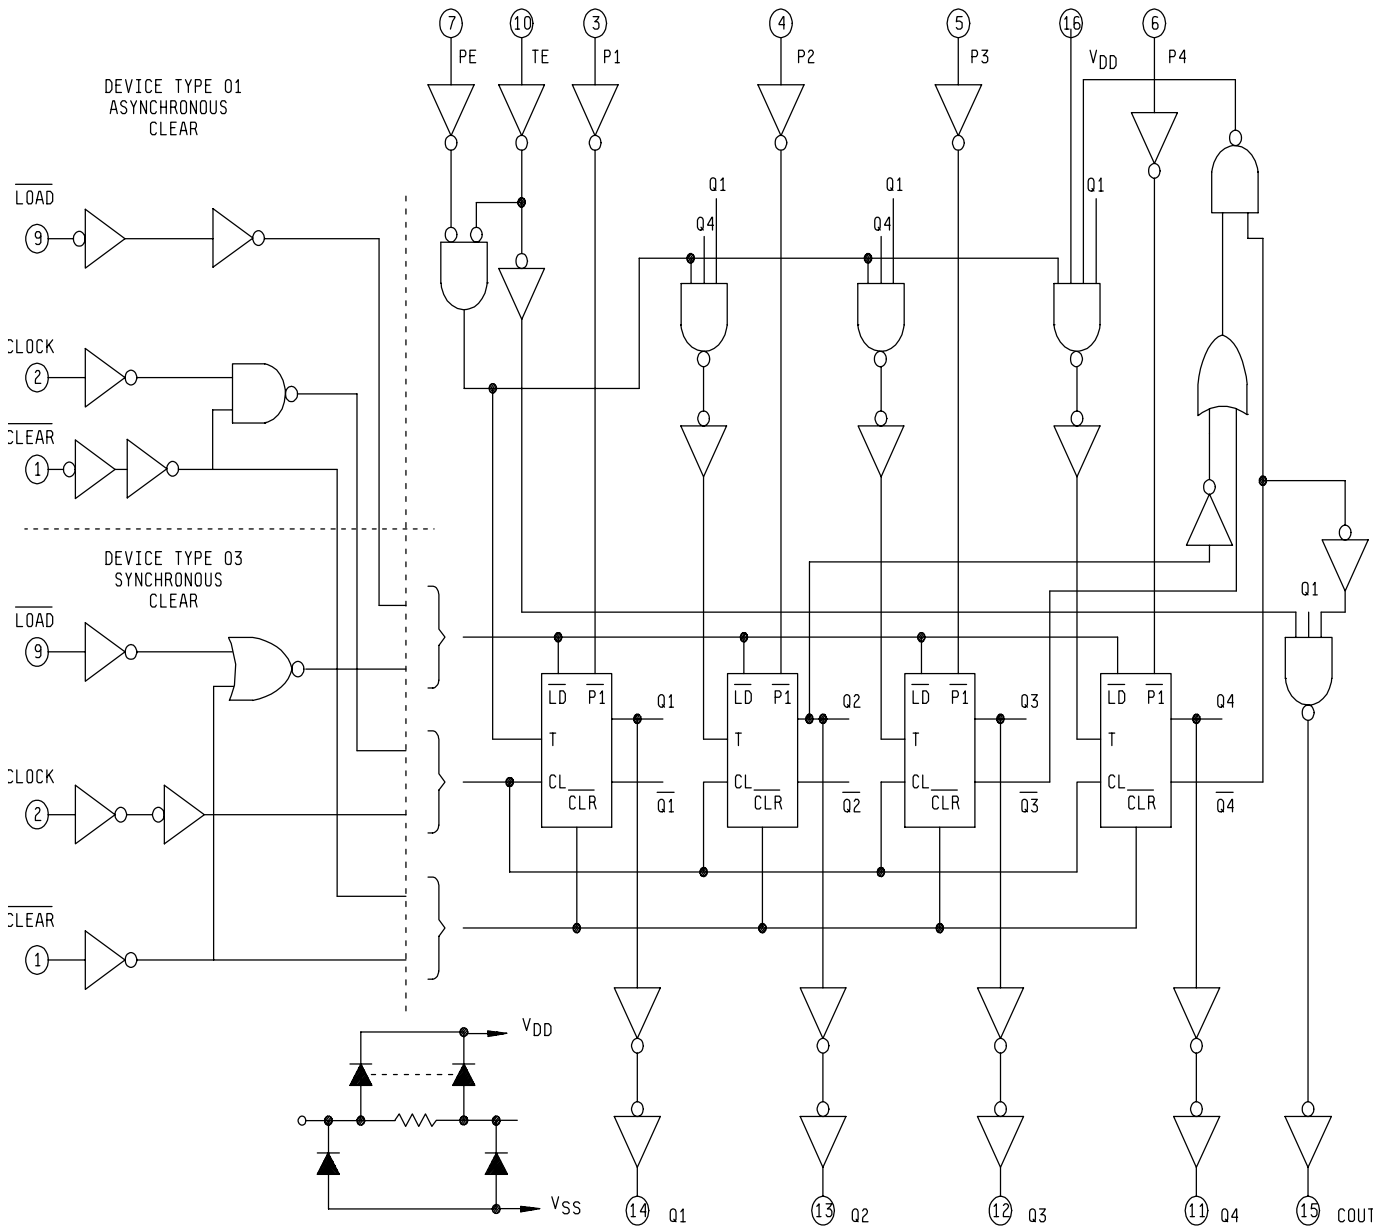 7
10
3
4
5
16
6
PE
TE
P1
P2
P3
VDD
P4
DEVICE TYPE 01
ASYNCHRONOUS
CLEAR
LOAD
9
CLOCK
2
CLEAR
1
Q1
Q4
Q1
Q4
Q1
DEVICE TYPE 03
SYNCHRONOUS
CLEAR
LOAD
9
CLOCK
2
CLEAR
1
Q1
LD P1
T
CL
CLR
Q1
Q1
LD P1
T
CL
CLR
Q2
Q2
LD P1
T
CL
CLR
Q3
Q3
LD P1
T
CL
CLR
Q4
Q4
VDD
VSS
14 Q1
13 Q2
12 Q3
11 Q4
15 COUT